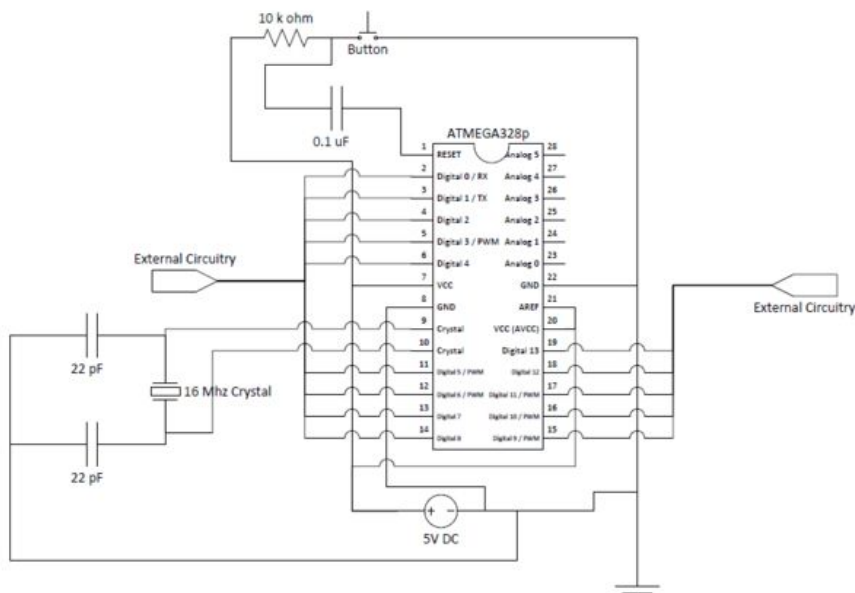 10 k ohm
Button
0.1 uF
ATMEGA328p
1 RESET Analog 5 28
2 Digital 0 / RX Analog 4 27
3 Digital 1 / TX Analog 3 26
4 Digital 2 Analog 2 25
5 Digital 3 / PWM Analog 1 24
6 Digital 4 Analog 0 23
7 VCC GND 22
8 GND AREF 21
9 Crystal VCC (AVCC) 20
10 Crystal Digital 13 19
11 Digital 5 / PWM Digital 12 18
12 Digital 6 / PWM Digital 11 / PWM 17
13 Digital 7 Digital 10 / PWM 16
14 Digital 8 Digital 9 / PWM 15
External Circuitry
External Circuitry
22 pF
16 Mhz Crystal
22 pF
+ -
5V DC